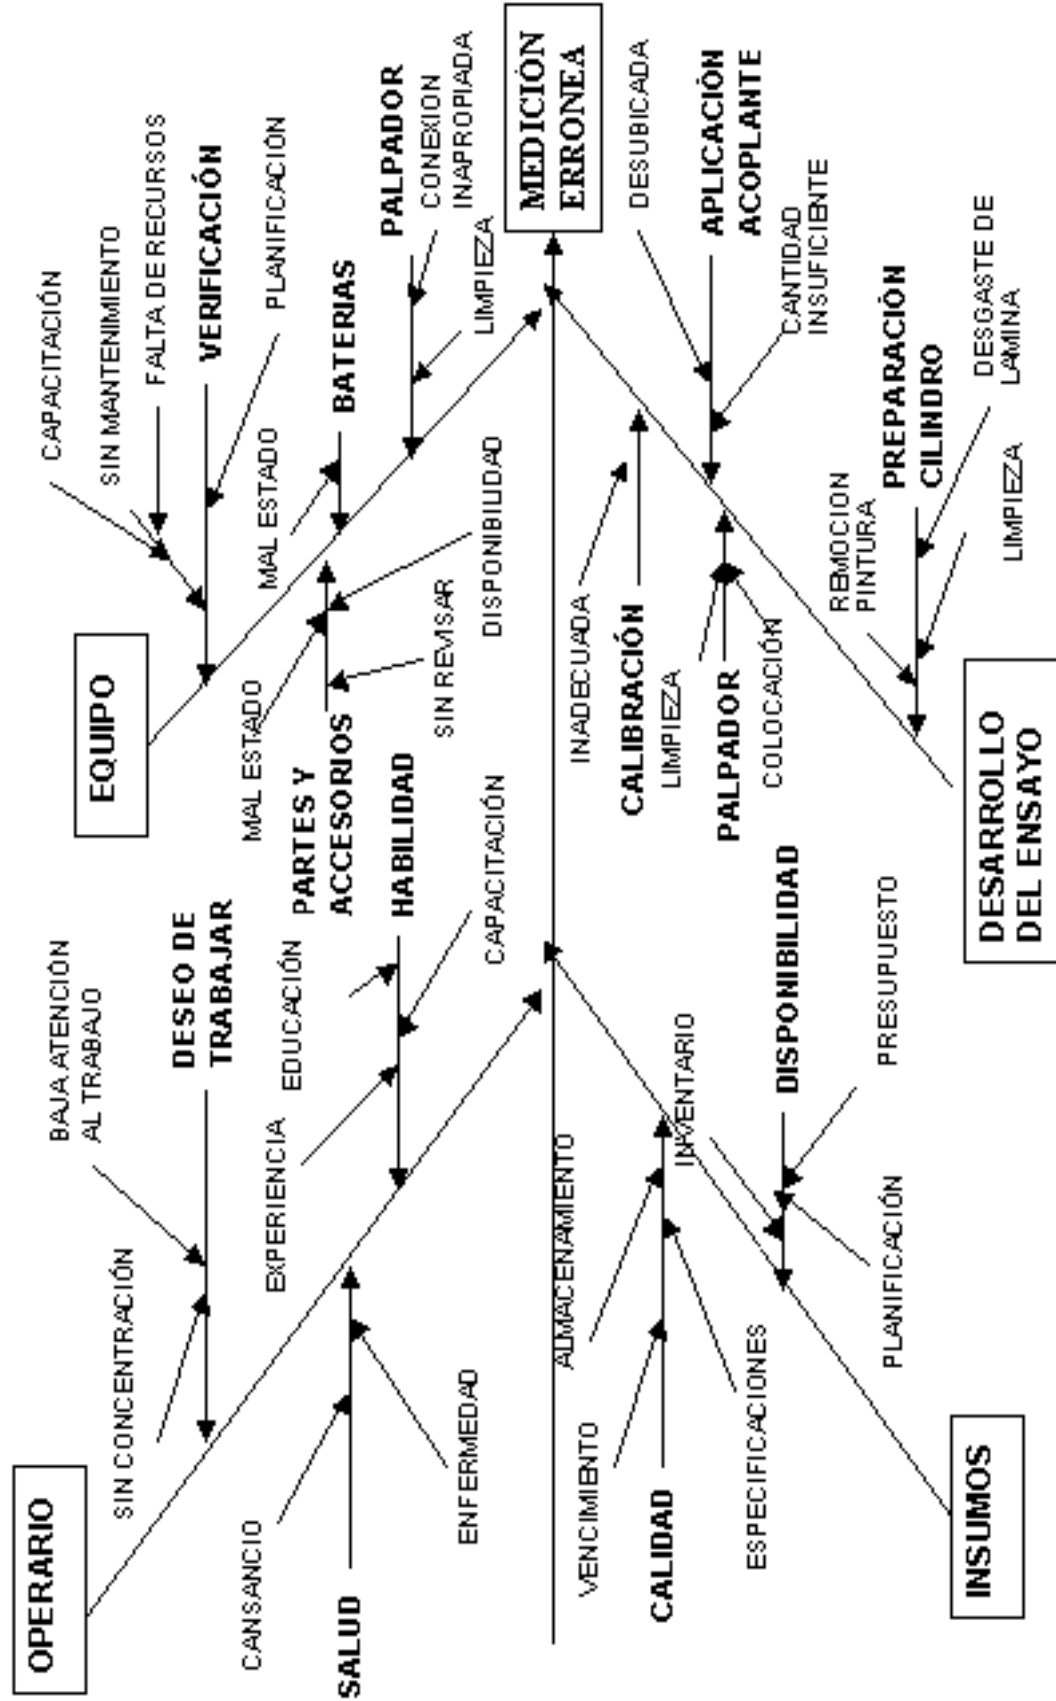 OPERARIO
SIN CONCENTRACIÓN
BAJA ATENCIÓN
AL TRABAJO
DESEO DE
TRABAJAR
CANSANCIO
SALUD
ENFERMEDAD
EXPERIENCIA
EDUCACIÓN
HABILIDAD
CAPACITACIÓN
EQUIPO
CAPACITACIÓN
SIN MANTENIMIENTO
FALTA DE RECURSOS
VERIFICACIÓN
PLANIFICACIÓN
MAL ESTADO
PARTES Y
ACCESORIOS
SIN REVISAR
DISPONIBILIDAD
MAL ESTADO
BATERIAS
PALPADOR
CONEXION
INAPROPIADA
LIMPIEZA
MEDICIÓN
ERRONEA
VENCIMIENTO
ALMACENAMIENTO
CALIDAD
ESPECIFICACIONES
INVENTARIO
DISPONIBILIDAD
PRESUPUESTO
PLANIFICACIÓN
INSUMOS
INADECUADA
CALIBRACIÓN
LIMPIEZA
PALPADOR
COLOCACIÓN
DESUBICADA
APLICACIÓN
ACOPLANTE
CANTIDAD
INSUFICIENTE
REMOCION
PINTURA
PREPARACIÓN
CILINDRO
DESGASTE DE
LAMINA
LIMPIEZA
DESARROLLO
DEL ENSAYO